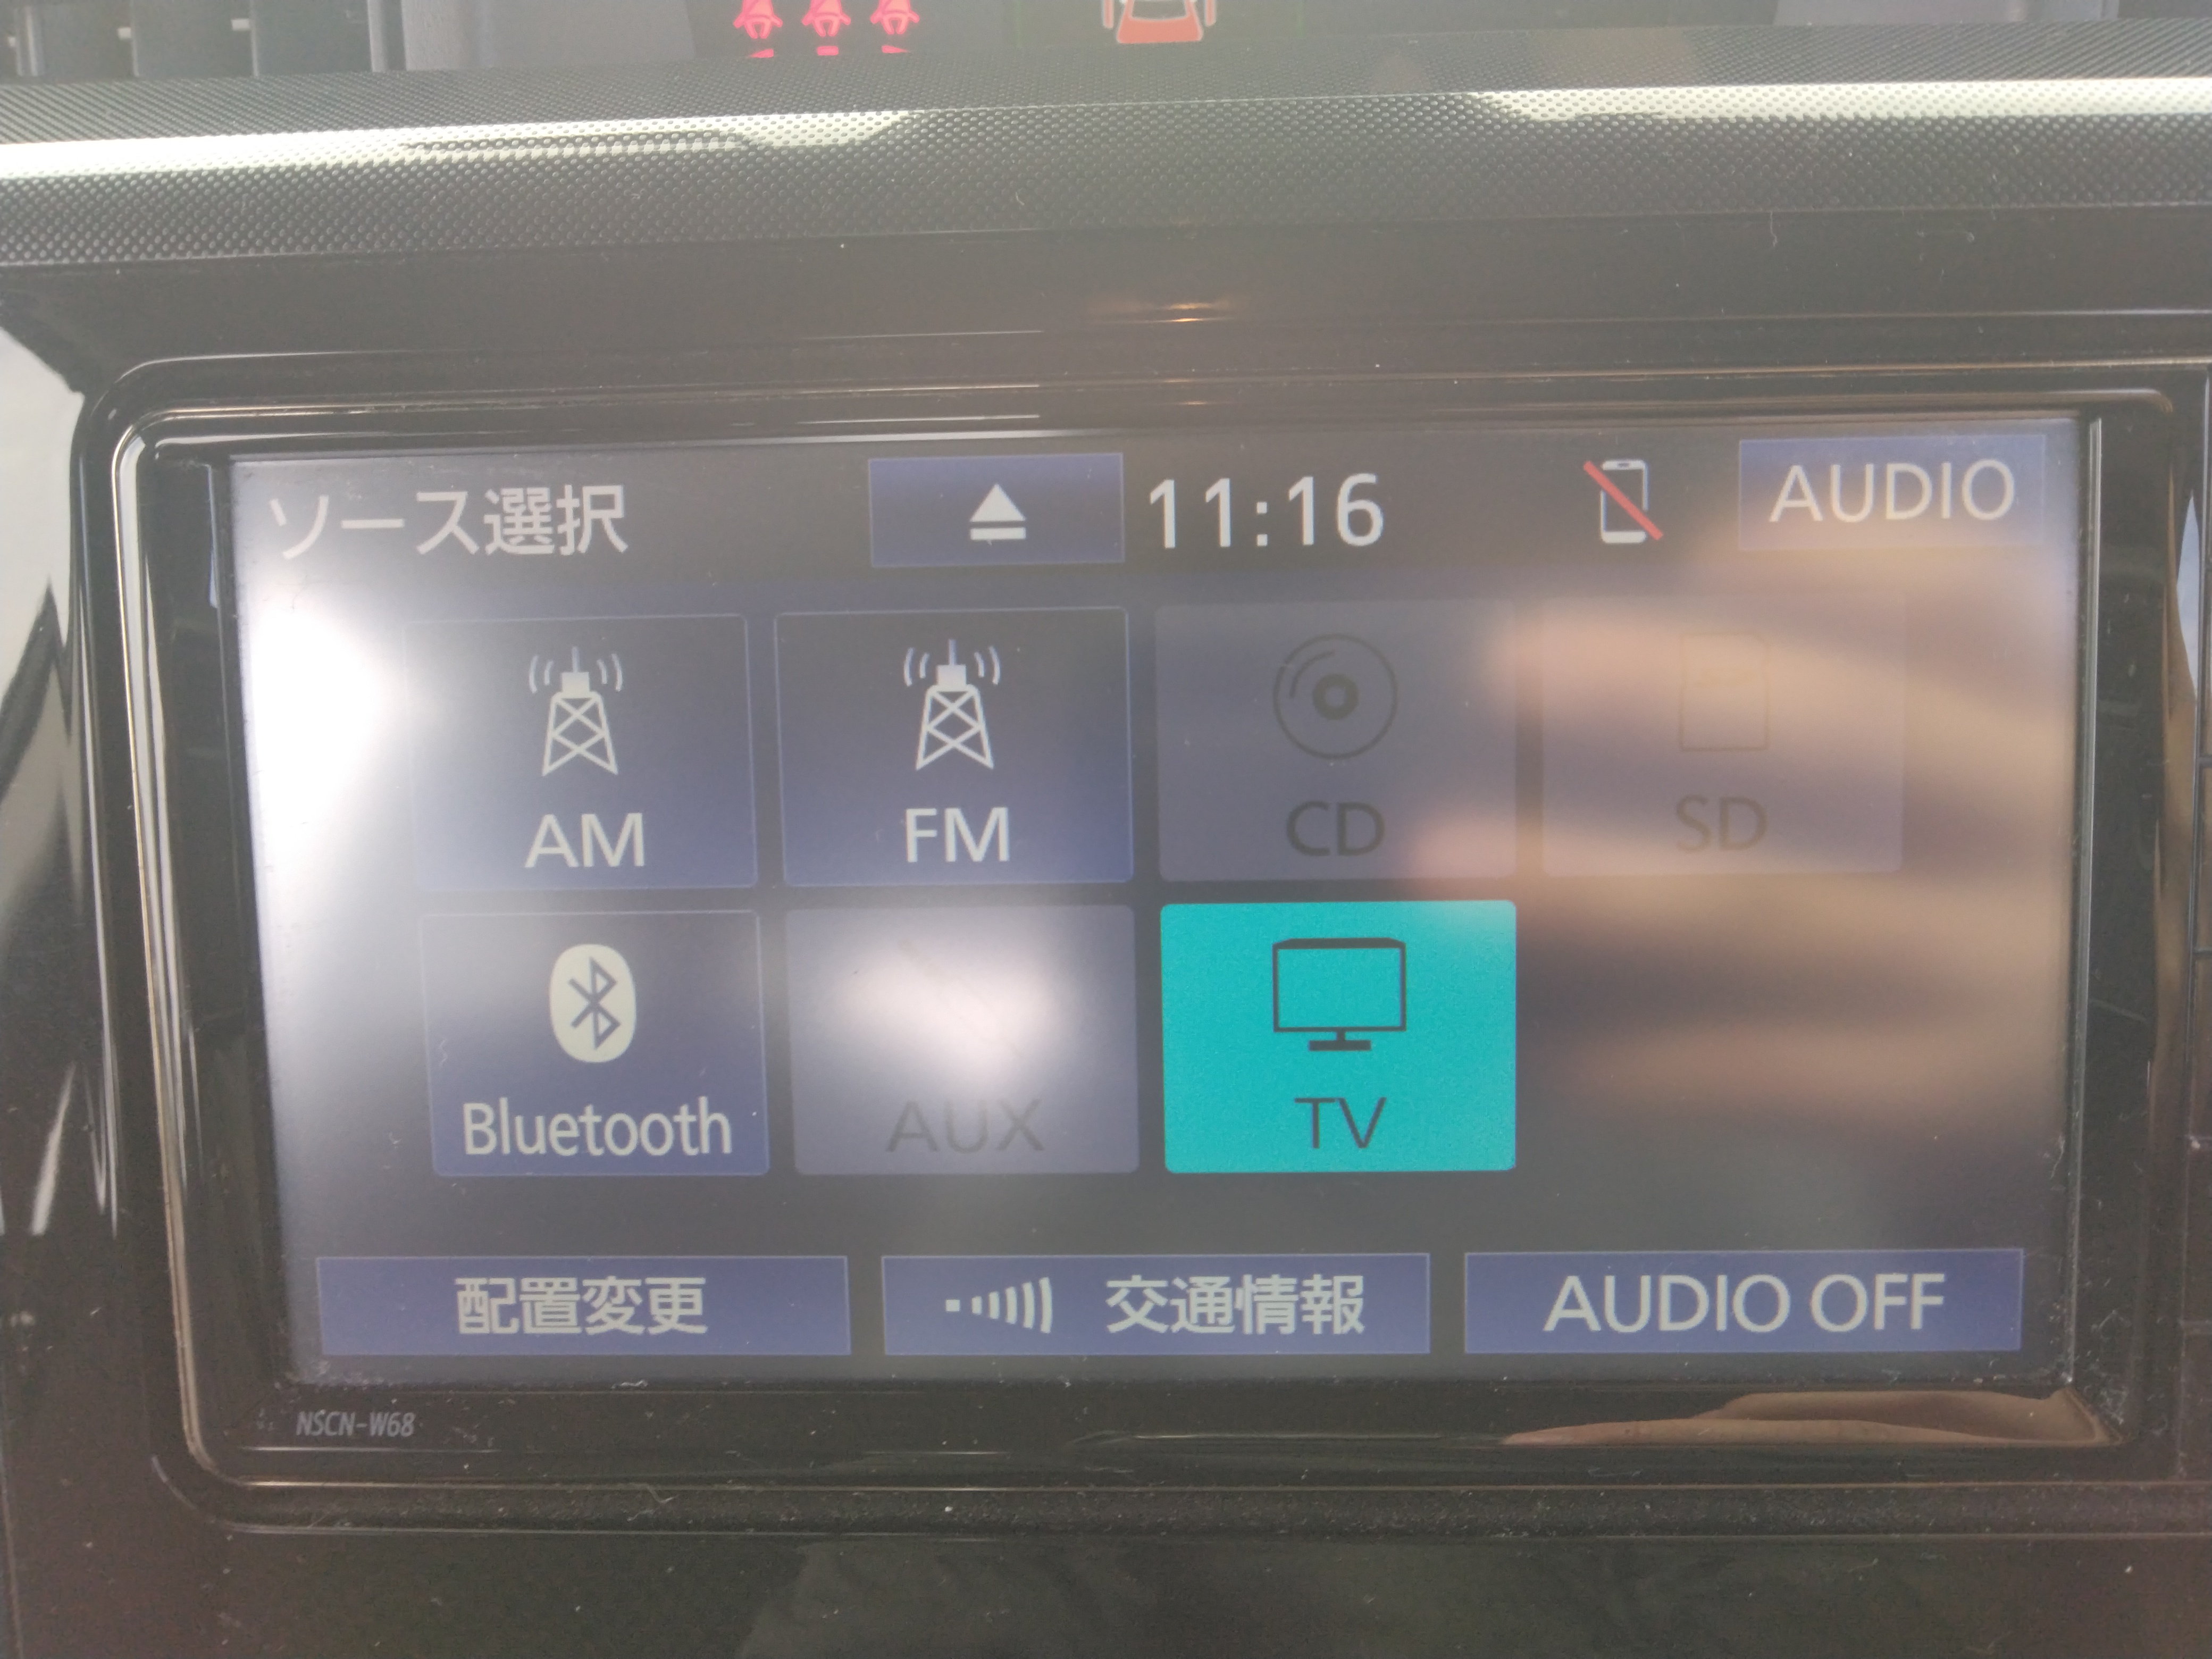 ソース選択
11:16
AUDIO
AM
FM
CD
SD
Bluetooth
AUX
TV
配置変更
交通情報
AUDIO OFF
NSCN-W68